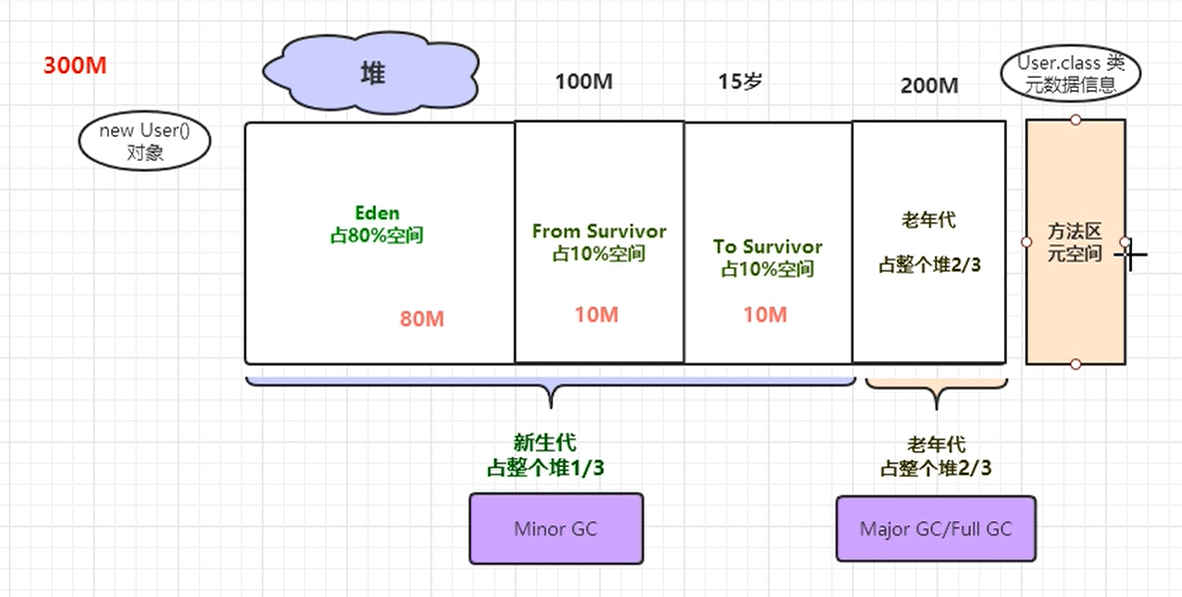 300M
堆
100M
15岁
200M
User.class 类
元数据信息
new User()
对象
Eden
占80%空间
80M
From Survivor
占10%空间
10M
To Survivor
占10%空间
10M
老年代
占整个堆2/3
方法区
元空间
新生代
占整个堆1/3
老年代
占整个堆2/3
Minor GC
Major GC/Full GC